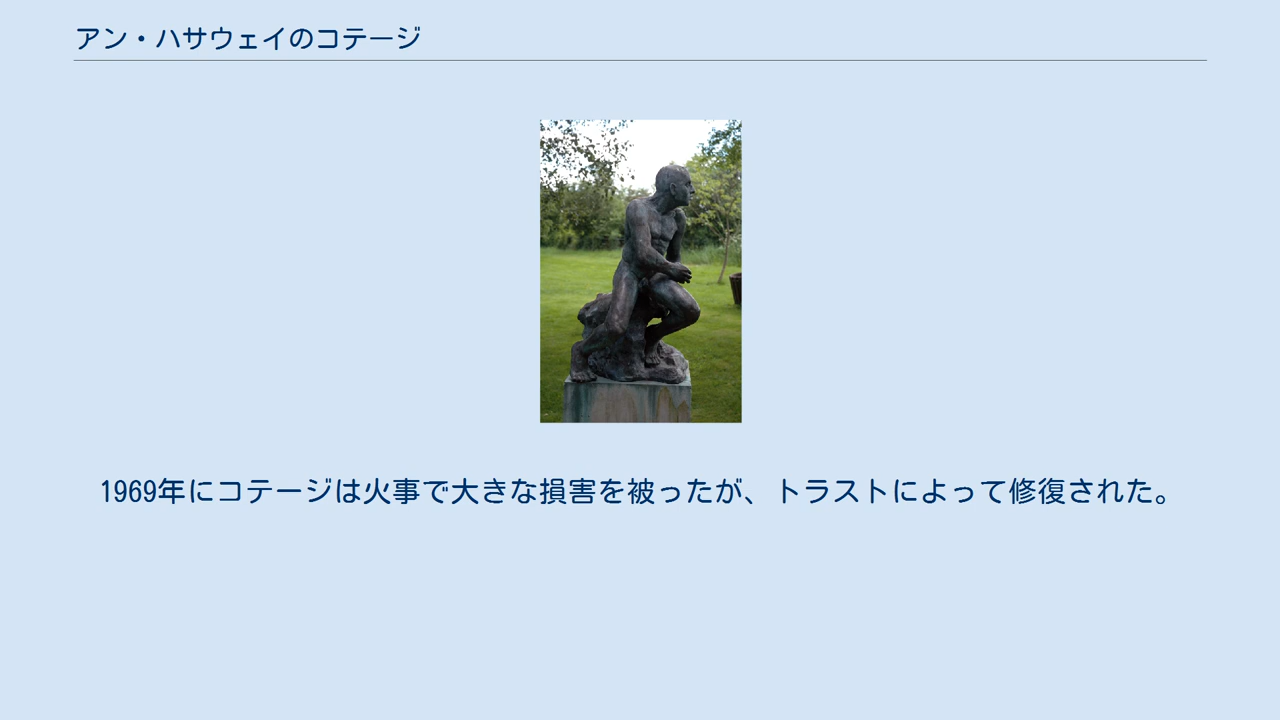 アン・ハサウェイのコテージ
1969年にコテージは火事で大きな損害を被ったが、トラストによって修復された。